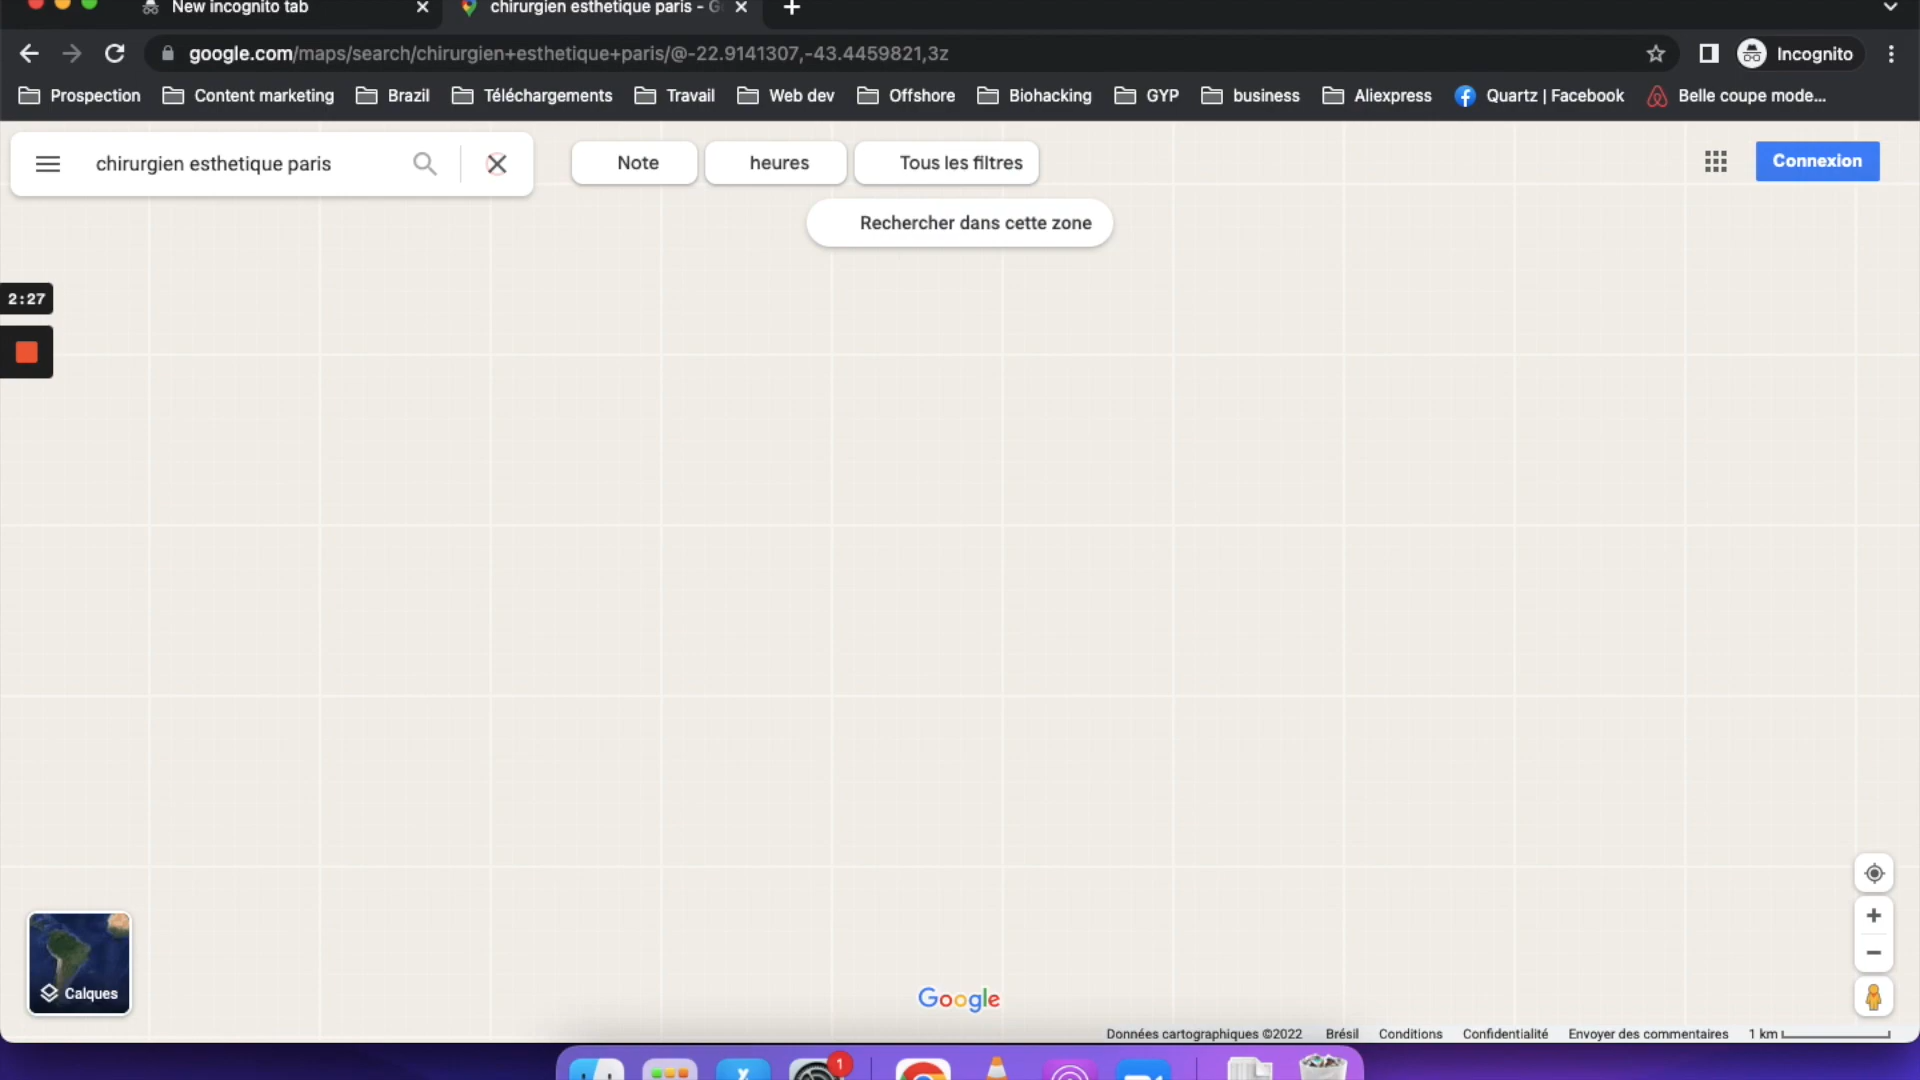 New incognito tab
chirurgien esthetique paris - G
google.com/maps/search/chirurgien+esthetique+paris/@-22.9141307,-43.4459821,3z
Incognito
Prospection
Content marketing
Brazil
Téléchargements
Travail
Web dev
Offshore
Biohacking
GYP
business
Aliexpress
Quartz | Facebook
Belle coupe mode...
chirurgien esthetique paris
Note
heures
Tous les filtres
Connexion
Rechercher dans cette zone
2:27
Calques
Google
Données cartographiques ©2022
Brésil
Conditions
Confidentialité
Envoyer des commentaires
1 km
1